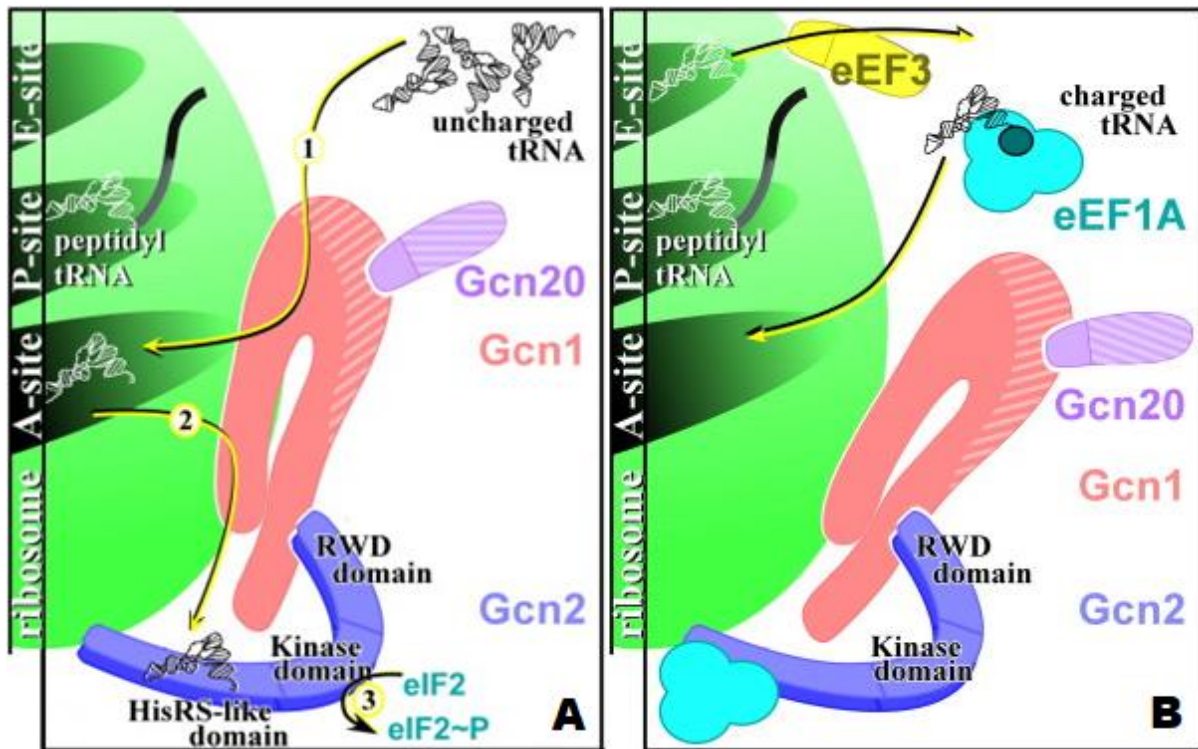 E-site
P-site
A-site
ribosome
uncharged
tRNA
1
peptidyl
tRNA
Gcn20
Gcn1
2
RWD
domain
Gcn2
Kinase
domain
HisRS-like
domain
3
eIF2
eIF2~P
A
E-site
P-site
A-site
ribosome
eEF3
charged
tRNA
eEF1A
peptidyl
tRNA
Gcn20
Gcn1
RWD
domain
Gcn2
Kinase
domain
B